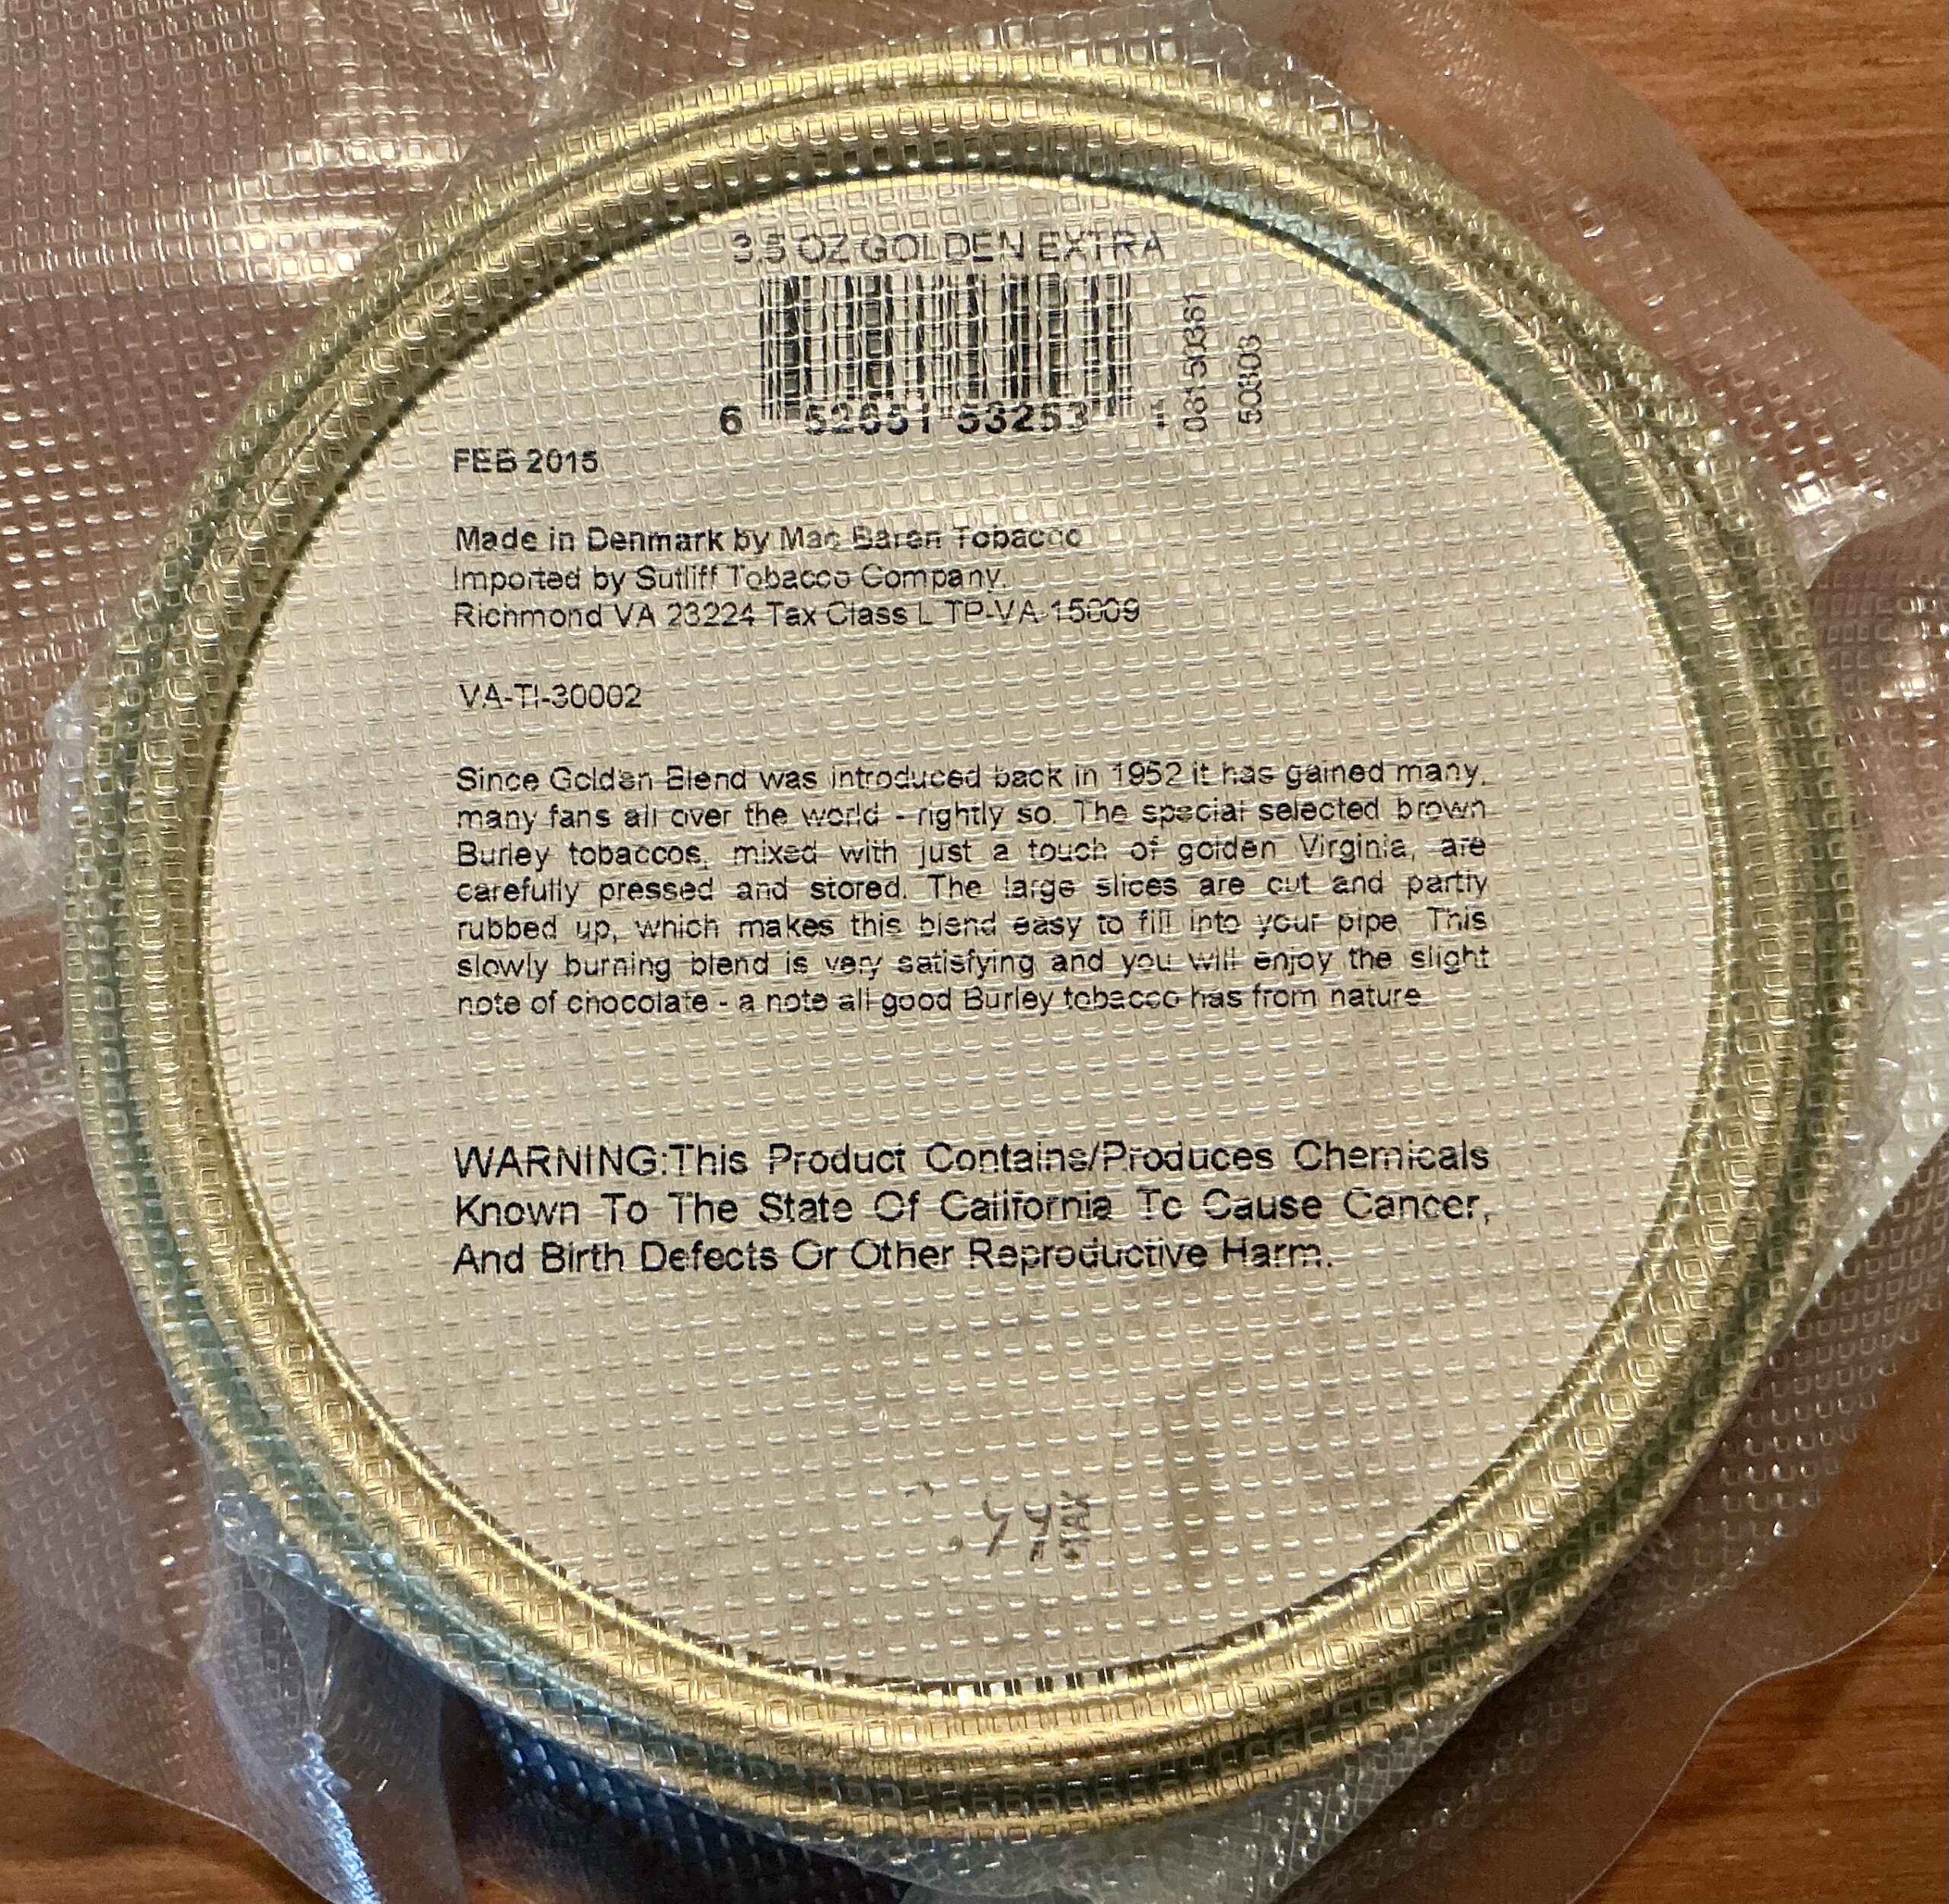 3.5 OZ GOLDEN EXTRA
6 52651 53253 1
50303
FEB 2015
Made in Denmark by Mac Baren Tobacco
Imported by Sutliff Tobacco Company.
Richmond VA 23224 Tax Class L TP-VA-15009
VA-TI-30002
Since Golden Blend was introduced back in 1952 it has gained many,
many fans all over the world - rightly so. The special selected brown
Burley tobaccos, mixed with just a touch of golden Virginia, are
carefully pressed and stored. The large slices are cut and partly
rubbed up, which makes this blend easy to fill into your pipe. This
slowly burning blend is very satisfying and you will enjoy the slight
note of chocolate - a note all good Burley tobacco has from nature.
WARNING:This Product Contains/Produces Chemicals
Known To The State Of California To Cause Cancer,
And Birth Defects Or Other Reproductive Harm.
+TAX